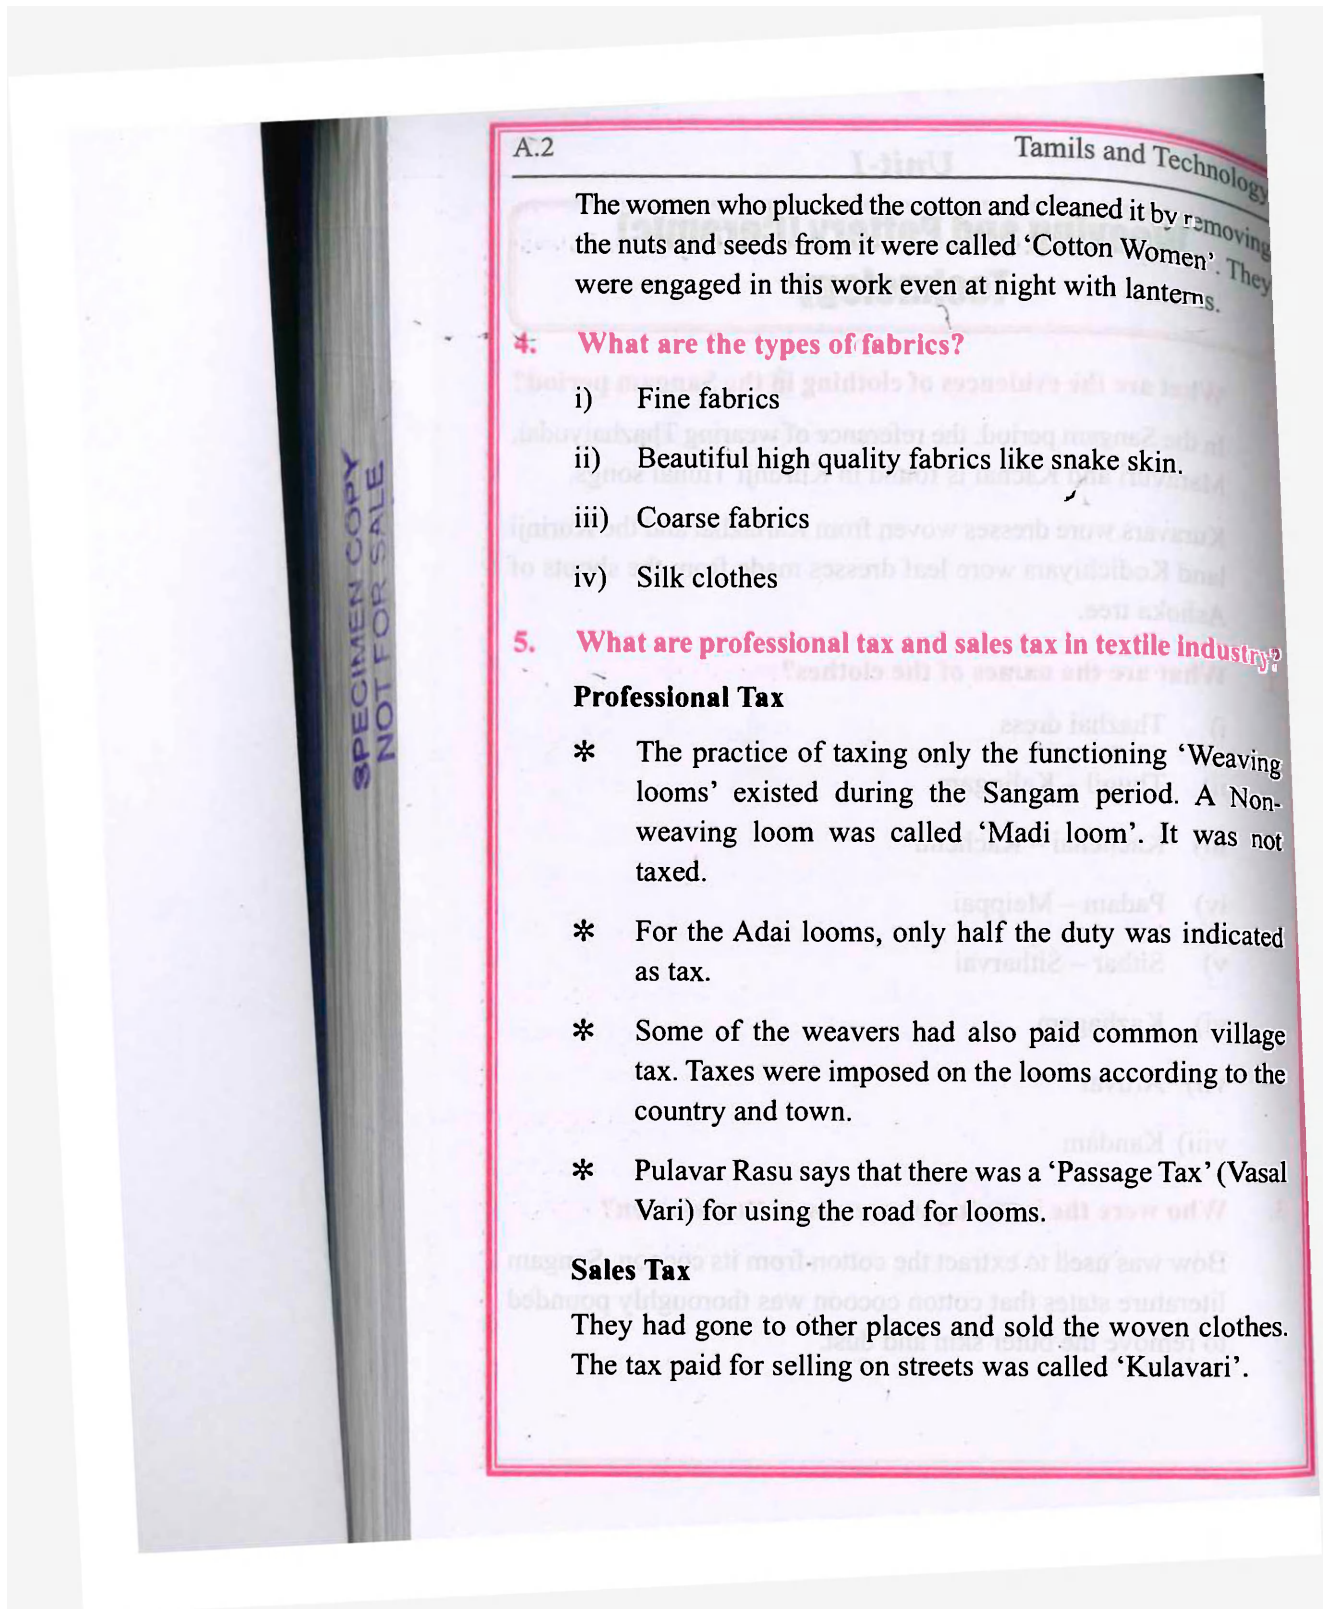 A.2 Tamils and Technology
The women who plucked the cotton and cleaned it by removing
the nuts and seeds from it were called ‘Cotton Women’. They
were engaged in this work even at night with lanterns.
4. What are the types of fabrics?
i) Fine fabrics
ii) Beautiful high quality fabrics like snake skin.
iii) Coarse fabrics
iv) Silk clothes
5. What are professional tax and sales tax in textile industry?
Professional Tax
* The practice of taxing only the functioning ‘Weaving
looms’ existed during the Sangam period. A Non-
weaving loom was called ‘Madi loom’. It was not
taxed.
* For the Adai looms, only half the duty was indicated
as tax.
* Some of the weavers had also paid common village
tax. Taxes were imposed on the looms according to the
country and town.
* Pulavar Rasu says that there was a ‘Passage Tax’ (Vasal
Vari) for using the road for looms.
Sales Tax
They had gone to other places and sold the woven clothes.
The tax paid for selling on streets was called ‘Kulavari’.
SPECIMEN COPY
NOT FOR SALE